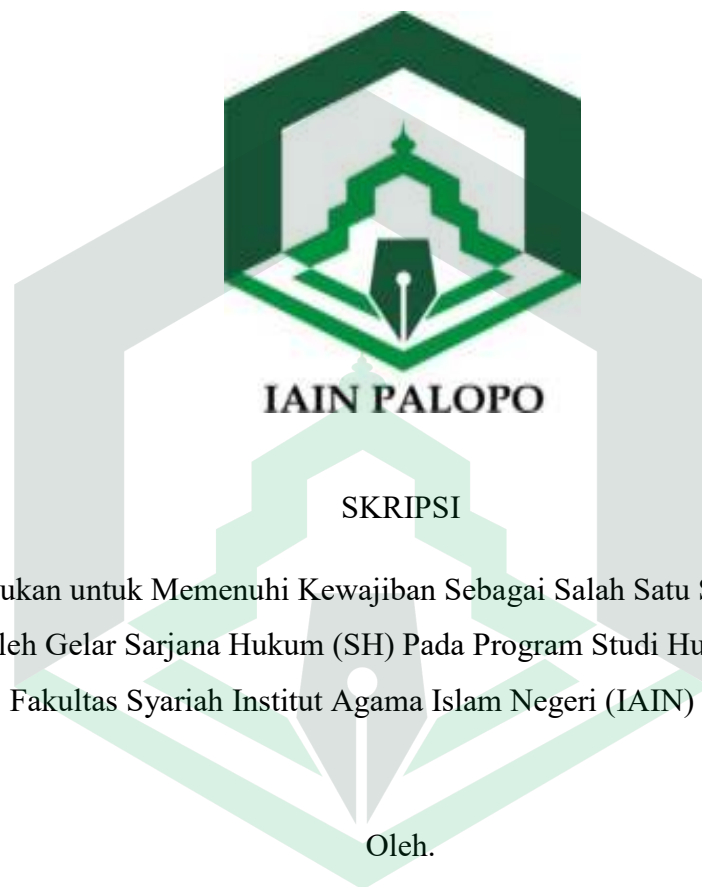 IAIN PALOPO
SKRIPSI
ukan untuk Memenuhi Kewajiban Sebagai Salah Satu S
leh Gelar Sarjana Hukum (SH) Pada Program Studi Hu
Fakultas Syariah Institut Agama Islam Negeri (IAIN)
Oleh.